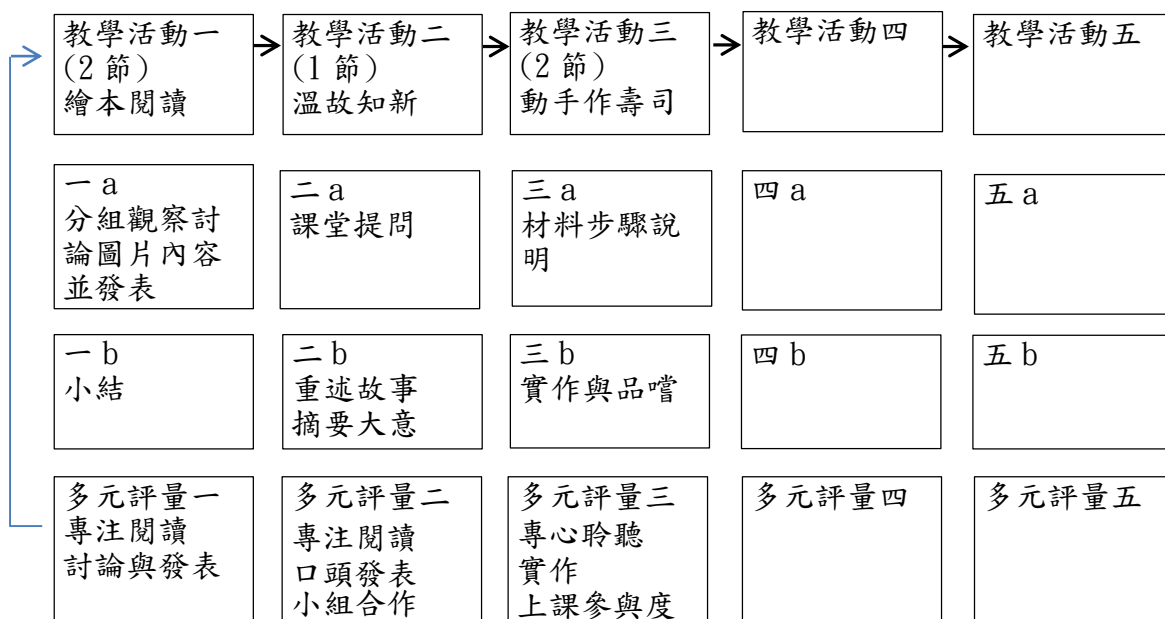 教學活動一
(2 節)
繪本閱讀
教學活動二
(1 節)
溫故知新
教學活動三
(2 節)
動手作壽司
教學活動四
教學活動五
一 a
分組觀察討
論圖片內容
並發表
二 a
課堂提問
三 a
材料步驟說
明
四 a
五 a
一 b
小結
二 b
重述故事
摘要大意
三 b
實作與品嚐
四 b
五 b
多元評量一
專注閱讀
討論與發表
多元評量二
專注閱讀
口頭發表
小組合作
多元評量三
專心聆聽
實作
上課參與度
多元評量四
多元評量五